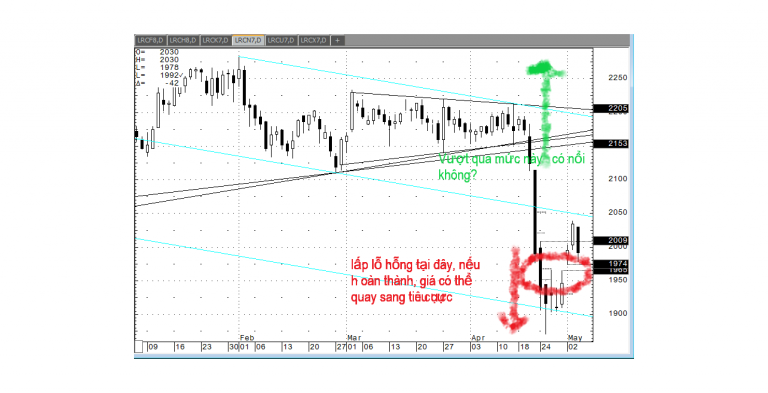 LRCF8,D LRCH8,D LRCK7,D LRCN7,D LRCU7,D LRCX7,D +
O= 2030
H= 2030
L= 1978
L= 1992
Δ= -42
2250
2205
2153
2100
2050
2009
2000
1974
1965
1950
1900
Vượt qua mức này có nổi
không?
lấp lỗ hỗng tại đây, nếu
h oàn thành, giá có thể
quay sang tiêu cực
Feb Mar Apr May
09 16 23 30 01 06 13 20 27 01 06 13 20 27 03 10 18 24 02